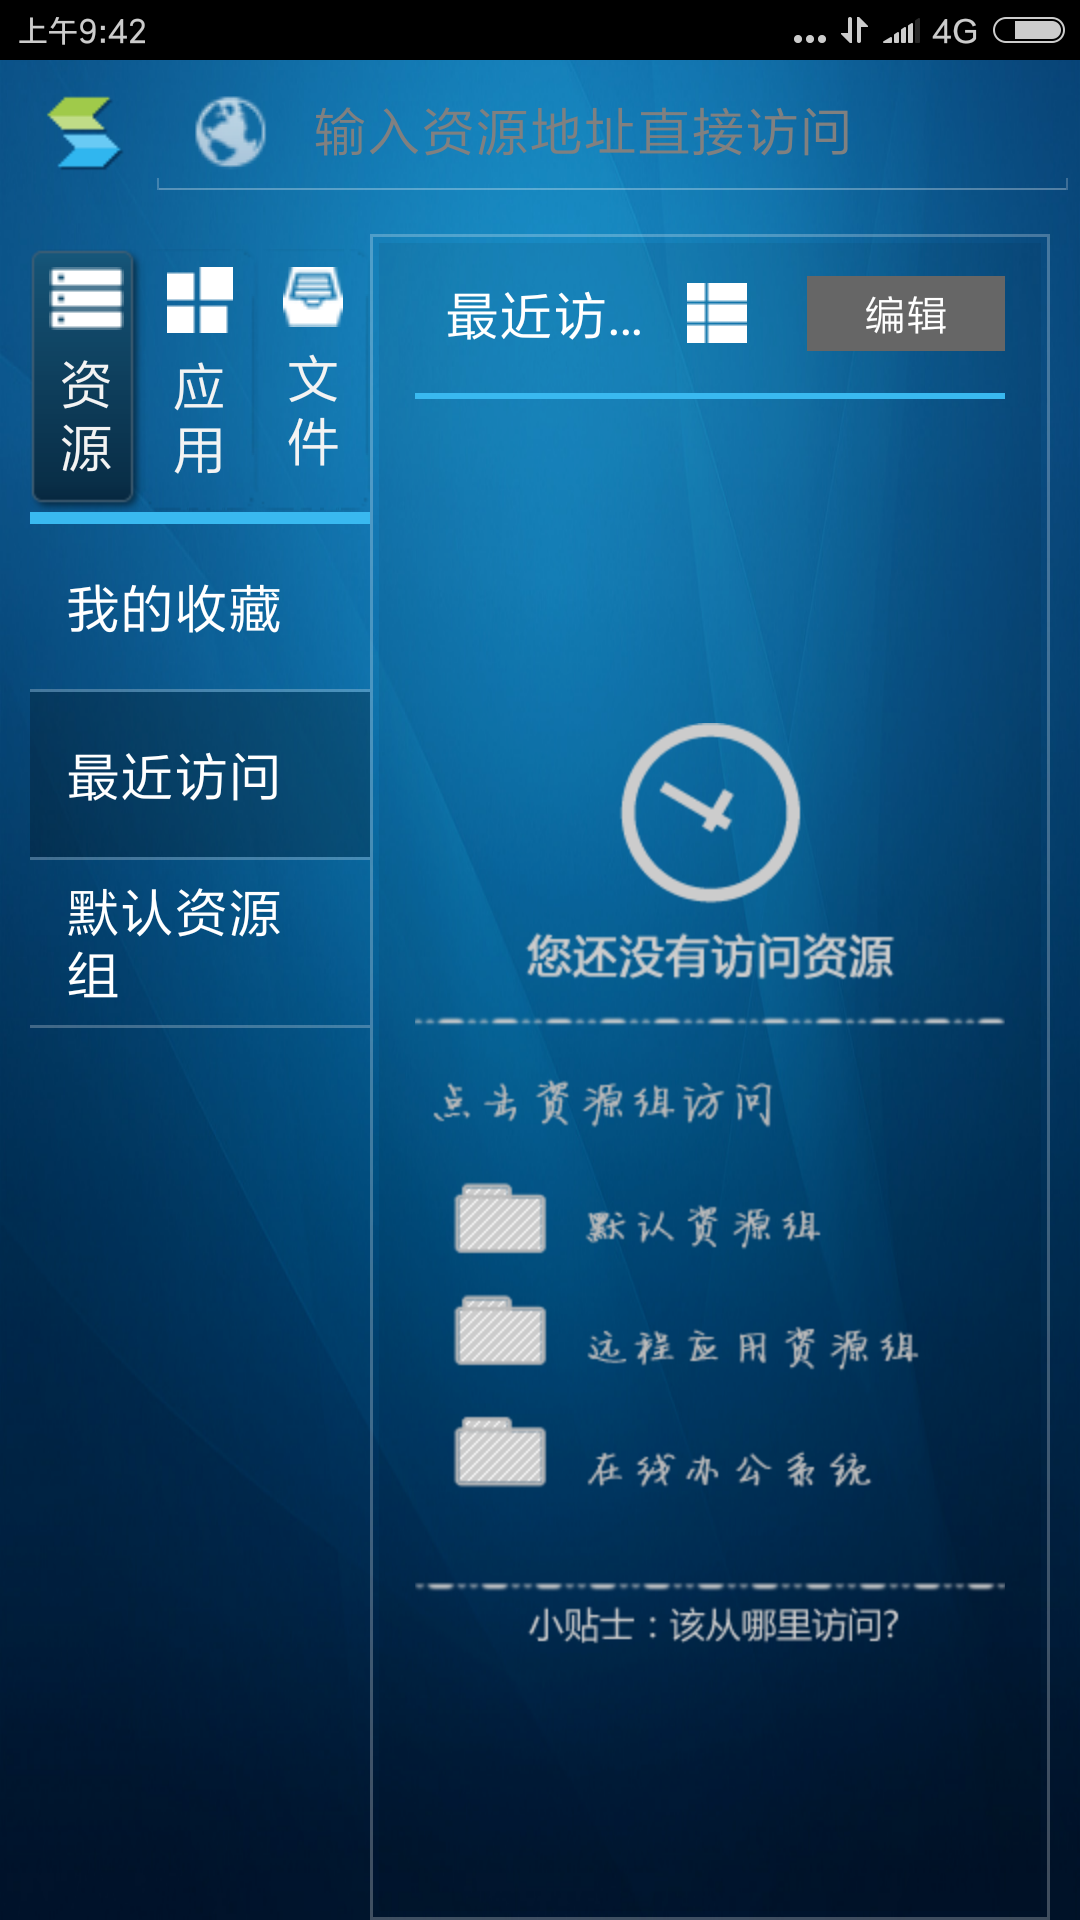 上午9:42
4G
输入资源地址直接访问
资源
应用
文件
最近访...
编辑
我的收藏
最近访问
默认资源
组
您还没有访问资源
点击资源组访问
默认资源组
远程应用资源组
在线办公系统
小贴士：该从哪里访问?